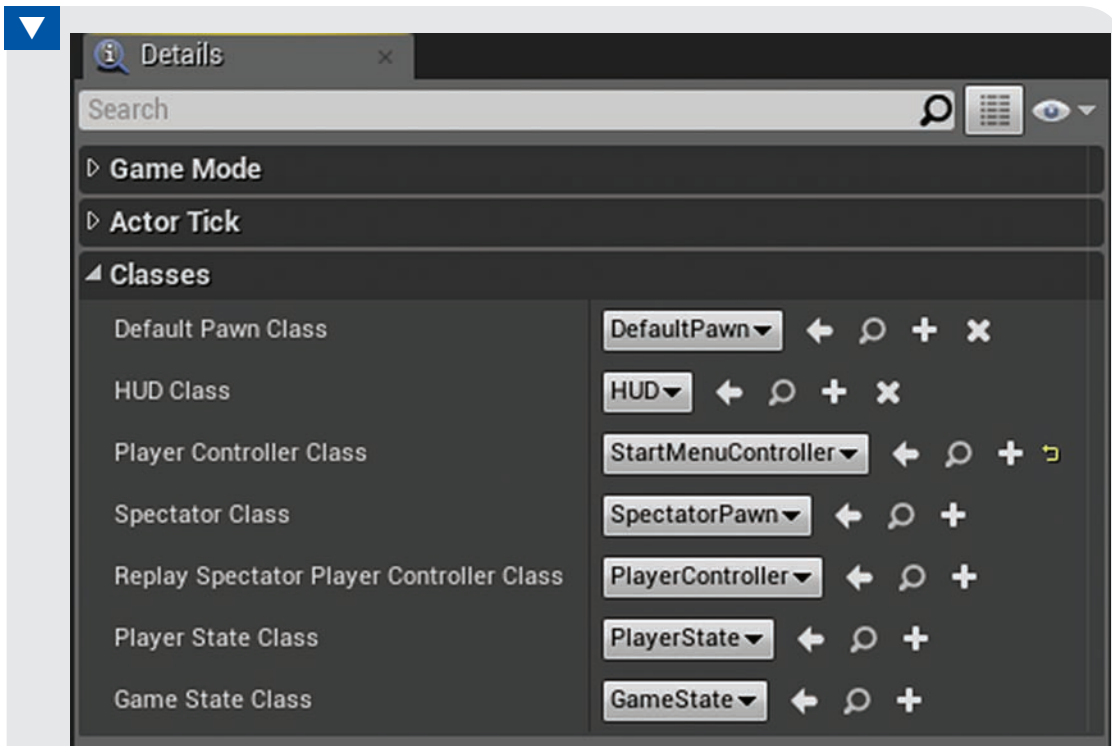 Details
Search
Game Mode
Actor Tick
Classes
Default Pawn Class DefaultPawn
HUD Class HUD
Player Controller Class StartMenuController
Spectator Class SpectatorPawn
Replay Spectator Player Controller Class PlayerController
Player State Class PlayerState
Game State Class GameState